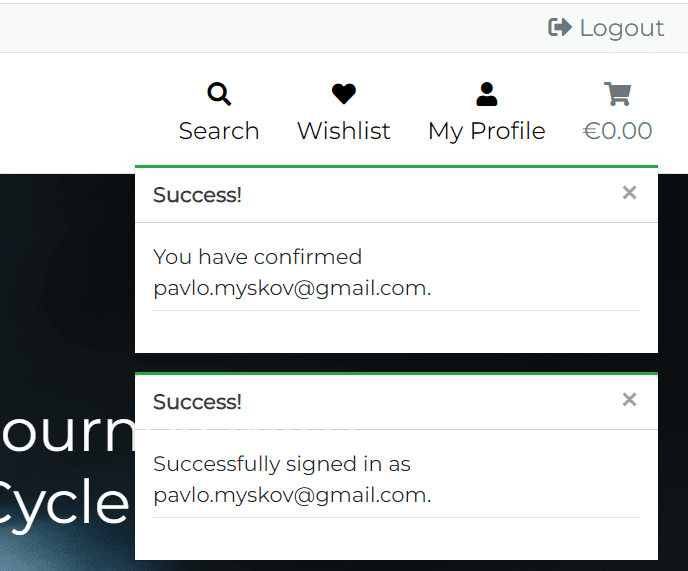 Logout
Search Wishlist My Profile €0.00
Success! ×
You have confirmed
pavlo.myskov@gmail.com.
Success! ×
Successfully signed in as
pavlo.myskov@gmail.com.
Cycle